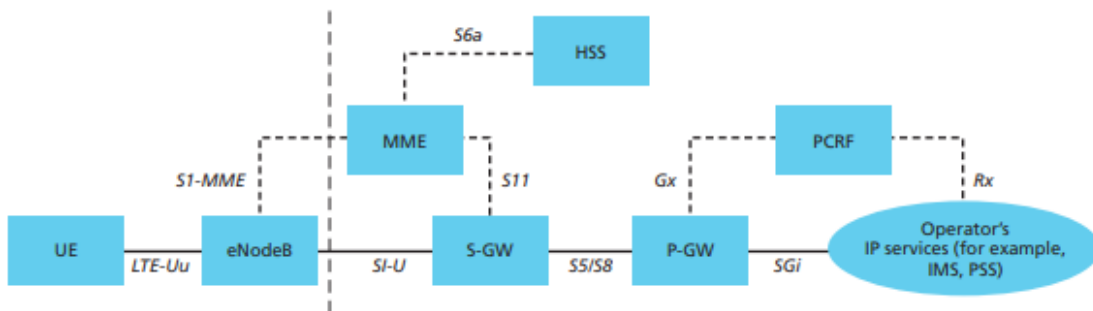 S6a
HSS
MME
PCRF
S1-MME
S11
Gx
Rx
UE
LTE-Uu
eNodeB
SI-U
S-GW
S5/S8
P-GW
SGi
Operator's
IP services (for example,
IMS, PSS)